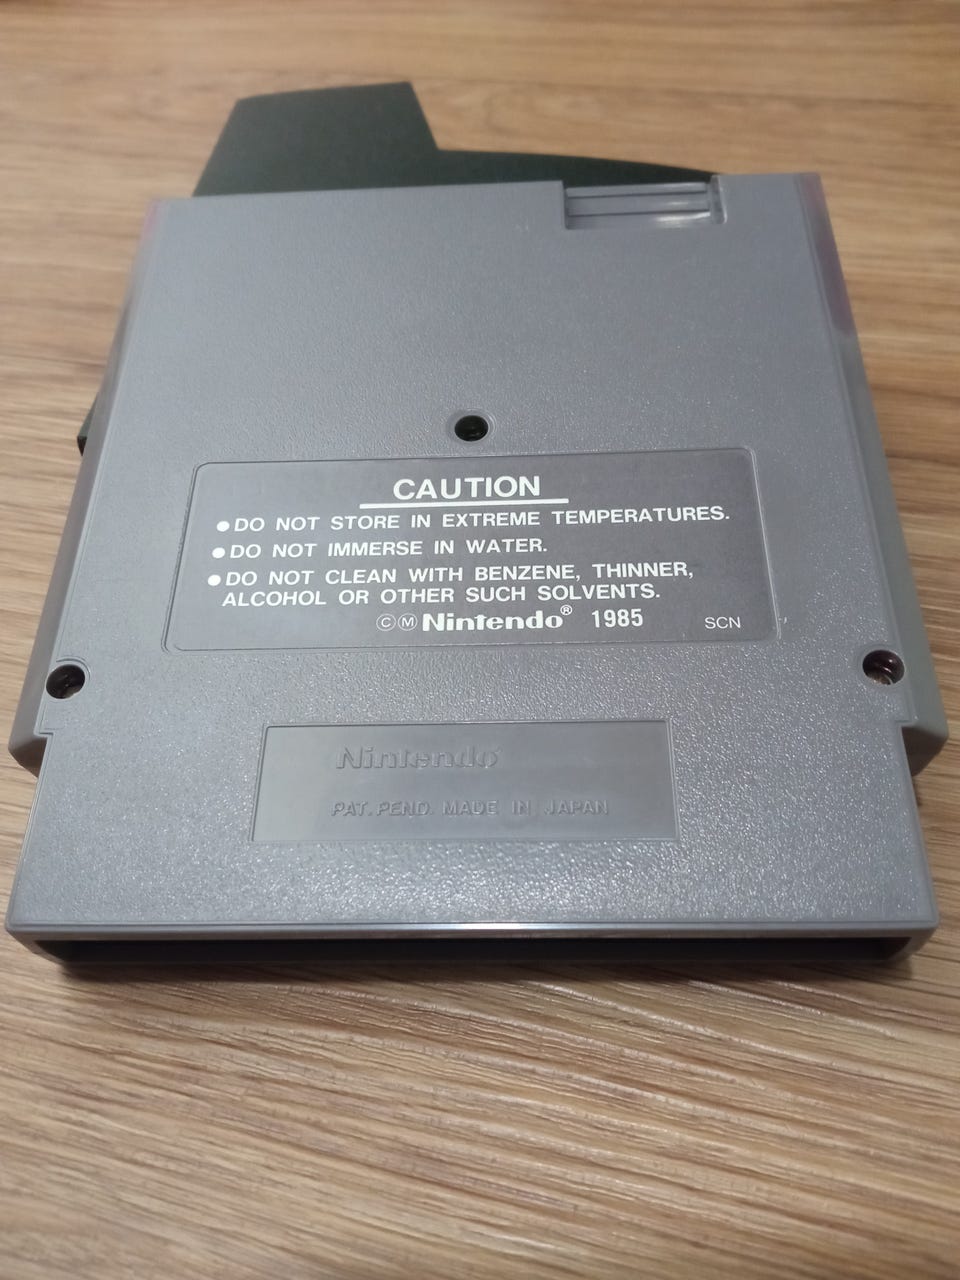 CAUTION
●DO NOT STORE IN EXTREME TEMPERATURES.
●DO NOT IMMERSE IN WATER.
●DO NOT CLEAN WITH BENZENE, THINNER,
ALCOHOL OR OTHER SUCH SOLVENTS.
ⒸⓂNintendo® 1985 SCN
Nintendo
PAT. PEND. MADE IN JAPAN